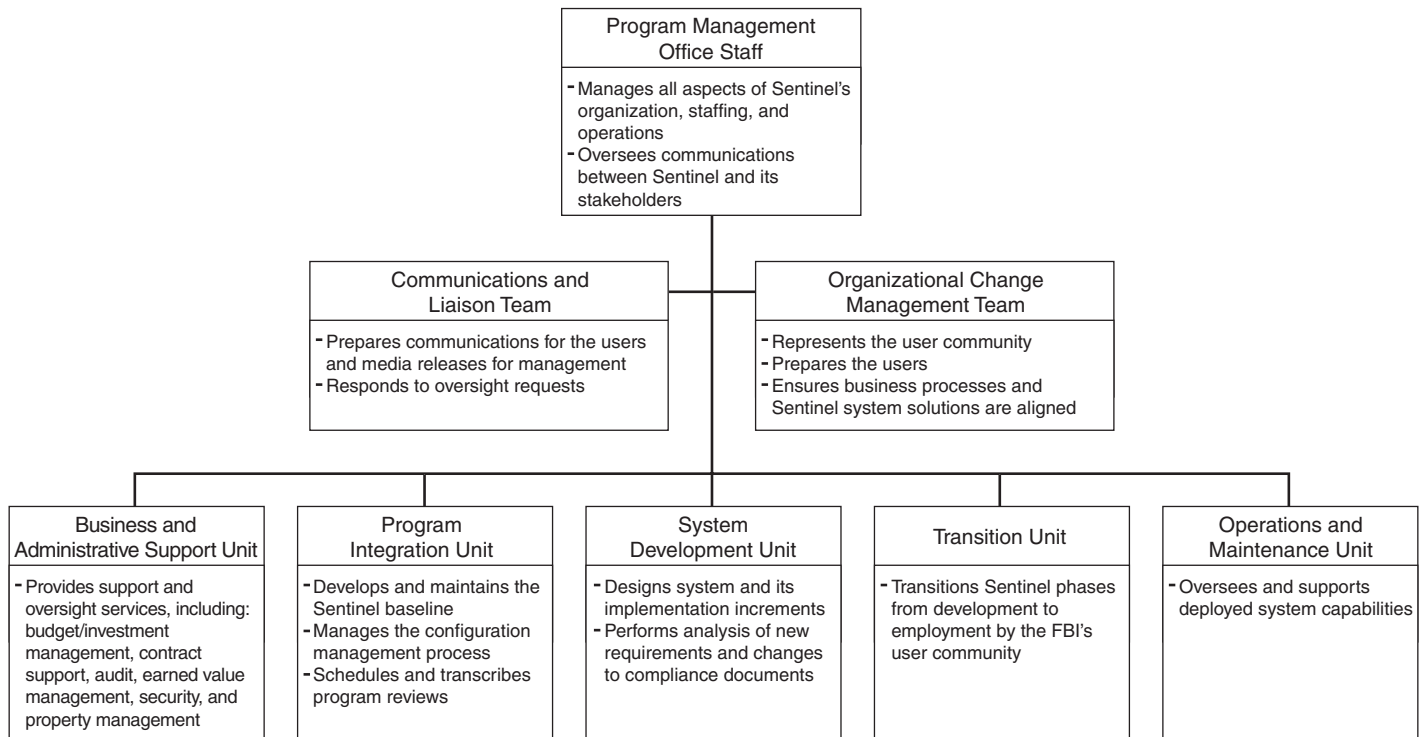 Program Management
Office Staff
- Manages all aspects of Sentinel's
organization, staffing, and
operations
- Oversees communications
between Sentinel and its
stakeholders
Communications and
Liaison Team
- Prepares communications for the users
and media releases for management
- Responds to oversight requests
Organizational Change
Management Team
- Represents the user community
- Prepares the users
- Ensures business processes and
Sentinel system solutions are aligned
Business and
Administrative Support Unit
- Provides support and
oversight services, including:
budget/investment
management, contract
support, audit, earned value
management, security, and
property management
Program
Integration Unit
- Develops and maintains the
Sentinel baseline
- Manages the configuration
management process
- Schedules and transcribes
program reviews
System
Development Unit
- Designs system and its
implementation increments
- Performs analysis of new
requirements and changes
to compliance documents
Transition Unit
- Transitions Sentinel phases
from development to
employment by the FBI's
user community
Operations and
Maintenance Unit
- Oversees and supports
deployed system capabilities